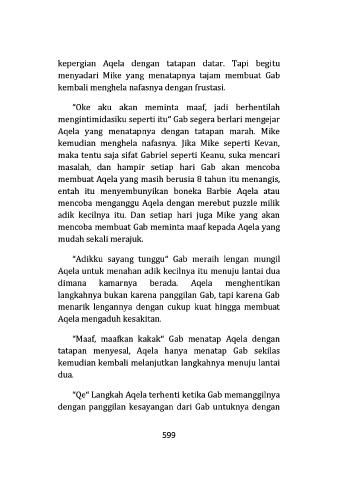 kepergian Aqela dengan tatapan datar. Tapi begitu
menyadari Mike yang menatapnya tajam membuat Gab
kembali menghela nafasnya dengan frustasi.
"Oke aku akan meminta maaf, jadi berhentilah
mengintimidasiku seperti itu" Gab segera berlari mengejar
Aqela yang menatapnya dengan tatapan marah. Mike
kemudian menghela nafasnya. Jika Mike seperti Kevan,
maka tentu saja sifat Gabriel seperti Keanu, suka mencari
masalah, dan hampir setiap hari Gab akan mencoba
membuat Aqela yang masih berusia 8 tahun itu menangis,
entah itu menyembunyikan boneka Barbie Aqela atau
mencoba menganggu Aqela dengan merebut puzzle milik
adik kecilnya itu. Dan setiap hari juga Mike yang akan
mencoba membuat Gab meminta maaf kepada Aqela yang
mudah sekali merajuk.
"Adikku sayang tunggu" Gab meraih lengan mungil
Aqela untuk menahan adik kecilnya itu menuju lantai dua
dimana kamarnya berada. Aqela menghentikan
langkahnya bukan karena panggilan Gab, tapi karena Gab
menarik lengannya dengan cukup kuat hingga membuat
Aqela mengaduh kesakitan.
"Maaf, maafkan kakak" Gab menatap Aqela dengan
tatapan menyesal, Aqela hanya menatap Gab sekilas
kemudian kembali melanjutkan langkahnya menuju lantai
dua.
"Qe" Langkah Aqela terhenti ketika Gab memanggilnya
dengan panggilan kesayangan dari Gab untuknya dengan
599